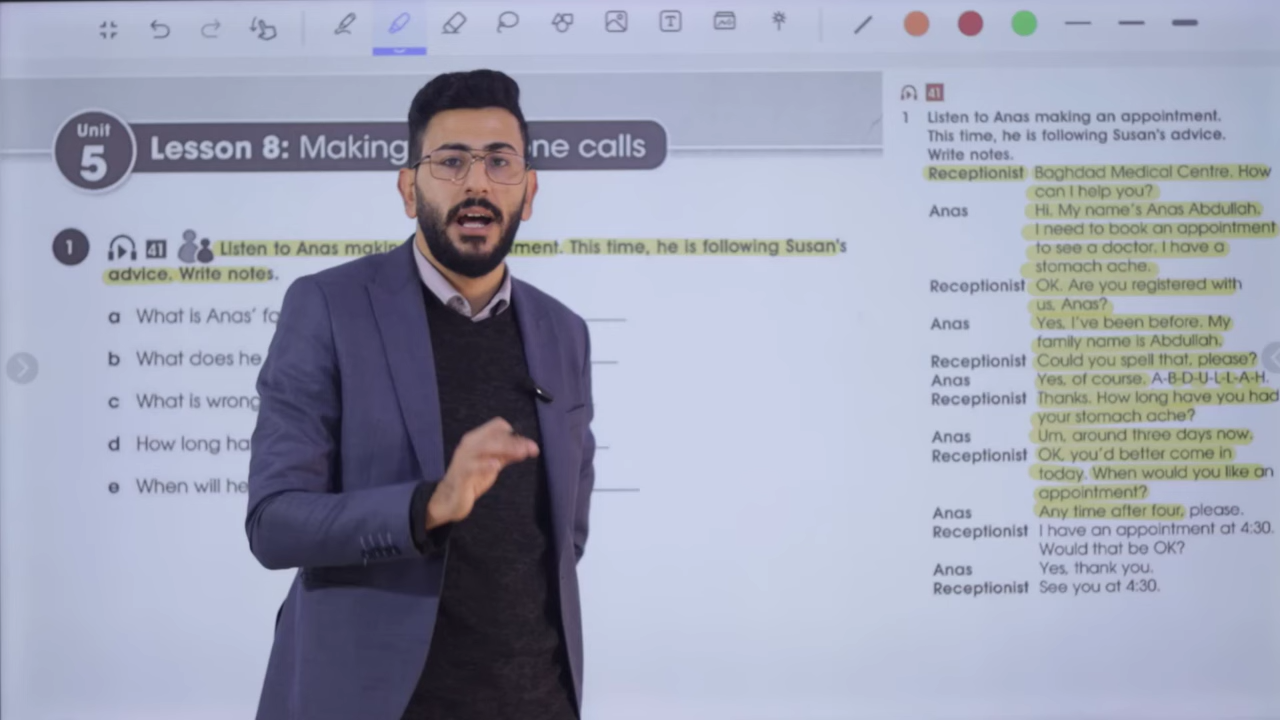 Unit
5
Lesson 8: Making ne calls
1
41
Listen to Anas makin ment. This time, he is following Susan's
advice. Write notes.
a What is Anas' fa
b What does he
c What is wrong
d How long ha
e When will he
41
1 Listen to Anas making an appointment.
This time, he is following Susan's advice.
Write notes.
Receptionist Baghdad Medical Centre. How
can I help you?
Anas Hi. My name's Anas Abdullah.
I need to book an appointment
to see a doctor. I have a
stomach ache.
Receptionist OK. Are you registered with
us, Anas?
Anas Yes, I've been before. My
family name is Abdullah.
Receptionist Could you spell that, please?
Anas Yes, of course. A-B-D-U-L-L-A-H.
Receptionist Thanks. How long have you had
your stomach ache?
Anas Um, around three days now.
Receptionist OK, you'd better come in
today. When would you like an
appointment?
Anas Any time after four, please.
Receptionist I have an appointment at 4:30.
Would that be OK?
Anas Yes, thank you.
Receptionist See you at 4:30.